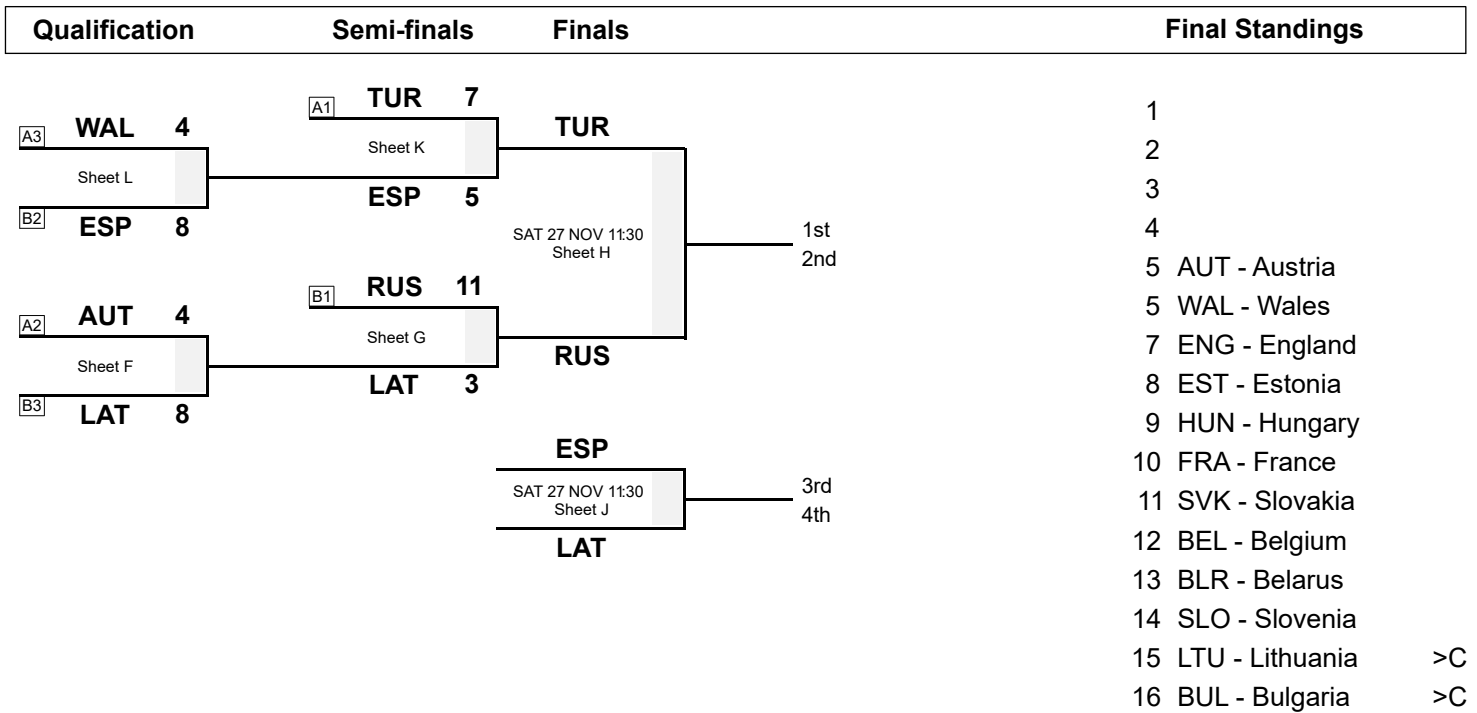 Qualification Semi-finals Finals Final Standings
A1 TUR 7
A3 WAL 4
Sheet K
TUR
Sheet L
ESP 5
B2 ESP 8
SAT 27 NOV 11:30
Sheet H
1st
2nd
B1 RUS 11
A2 AUT 4
Sheet G
RUS
Sheet F
LAT 3
B3 LAT 8
ESP
SAT 27 NOV 11:30
Sheet J
3rd
4th
LAT
1
2
3
4
5 AUT - Austria
5 WAL - Wales
7 ENG - England
8 EST - Estonia
9 HUN - Hungary
10 FRA - France
11 SVK - Slovakia
12 BEL - Belgium
13 BLR - Belarus
14 SLO - Slovenia
15 LTU - Lithuania >C
16 BUL - Bulgaria >C